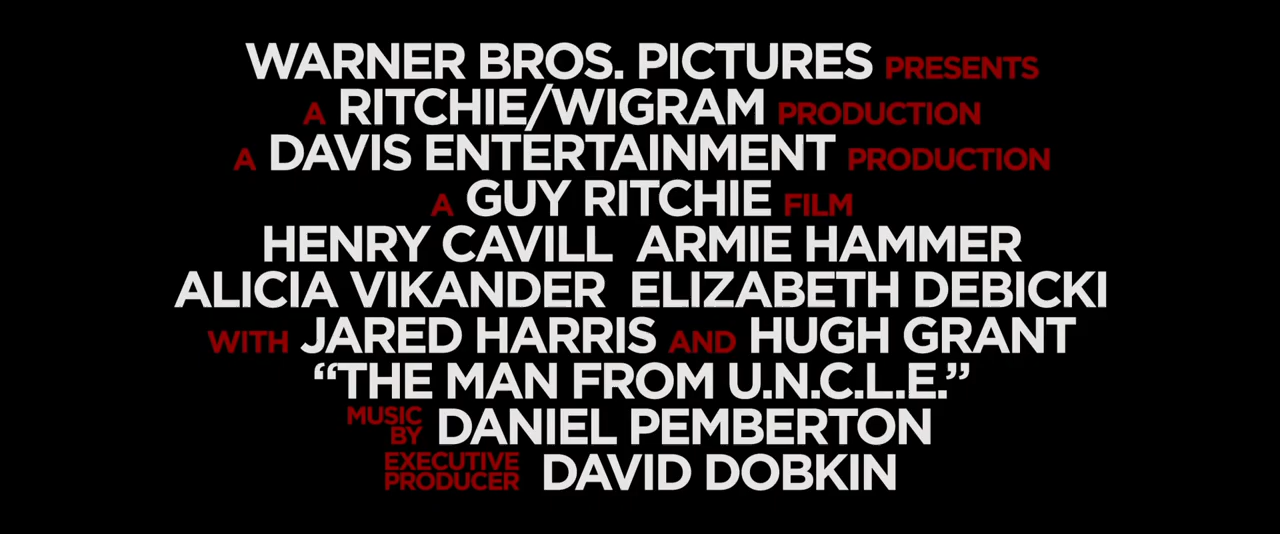 WARNER BROS. PICTURES PRESENTS
A RITCHIE/WIGRAM PRODUCTION
A DAVIS ENTERTAINMENT PRODUCTION
A GUY RITCHIE FILM
HENRY CAVILL ARMIE HAMMER
ALICIA VIKANDER ELIZABETH DEBICKI
WITH JARED HARRIS AND HUGH GRANT
“THE MAN FROM U.N.C.L.E.”
MUSIC BY DANIEL PEMBERTON
EXECUTIVE PRODUCER DAVID DOBKIN